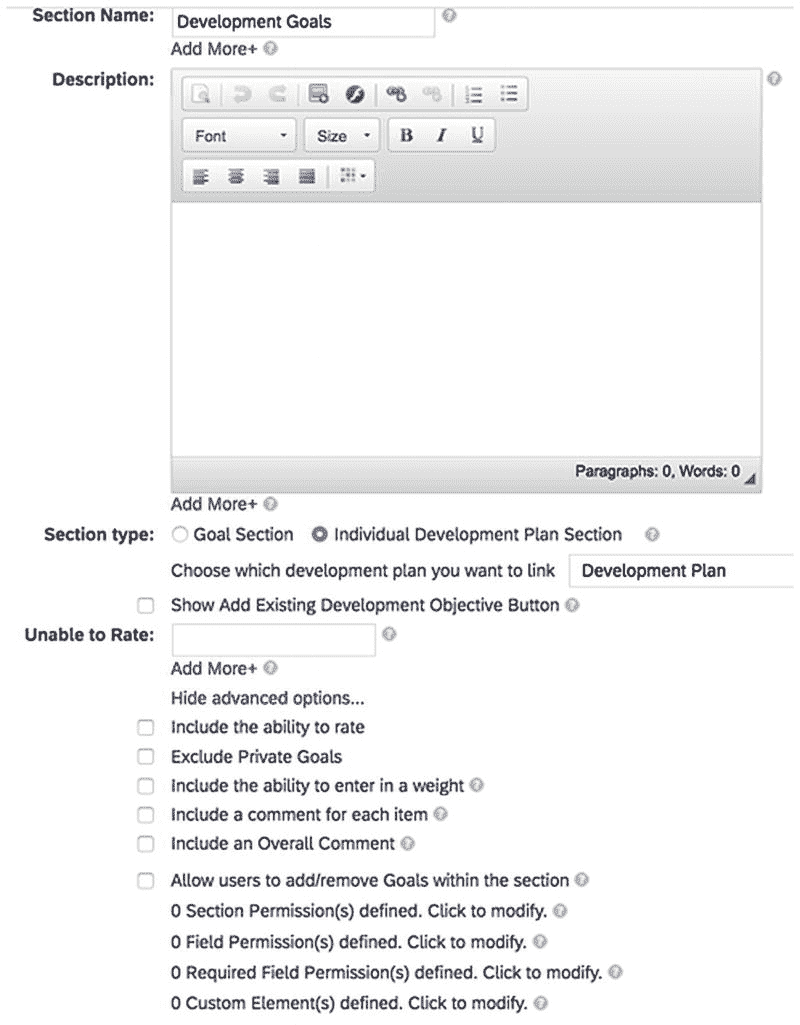 Section Name: Development Goals
Add More+
Description:
Font Size B I U
Paragraphs: 0, Words: 0
Add More+
Section type: Goal Section Individual Development Plan Section
Choose which development plan you want to link Development Plan
Show Add Existing Development Objective Button
Unable to Rate:
Add More+
Hide advanced options...
Include the ability to rate
Exclude Private Goals
Include the ability to enter in a weight
Include a comment for each item
Include an Overall Comment
Allow users to add/remove Goals within the section
0 Section Permission(s) defined. Click to modify.
0 Field Permission(s) defined. Click to modify.
0 Required Field Permission(s) defined. Click to modify.
0 Custom Element(s) defined. Click to modify.